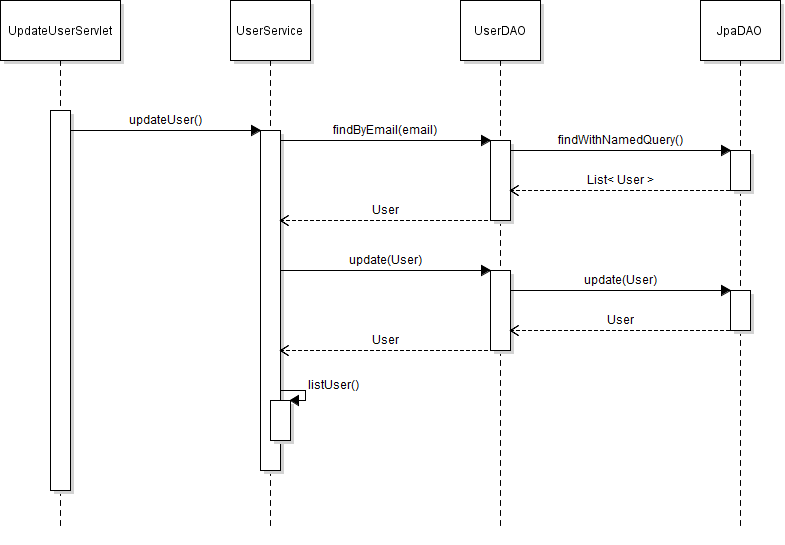 UpdateUserServlet
UserService
UserDAO
JpaDAO
updateUser()
findByEmail(email)
findWithNamedQuery()
List< User >
User
update(User)
update(User)
User
User
listUser()